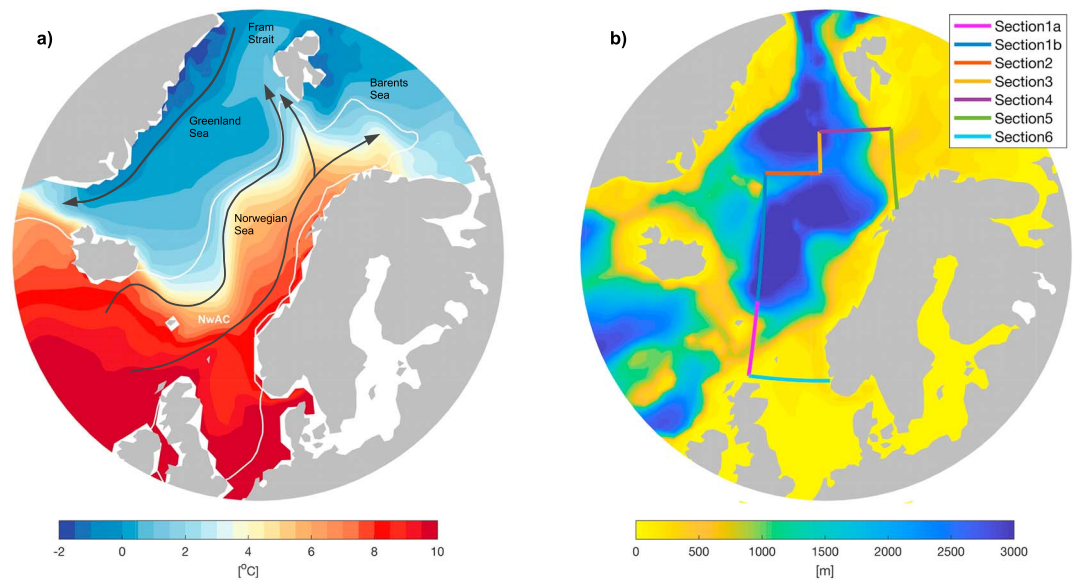 a)
Fram
Strait
Barents
Sea
Greenland
Sea
Norwegian
Sea
NwAC
-2 0 2 4 6 8 10
[°C]
b)
Section1a
Section1b
Section2
Section3
Section4
Section5
Section6
0 500 1000 1500 2000 2500 3000
[m]